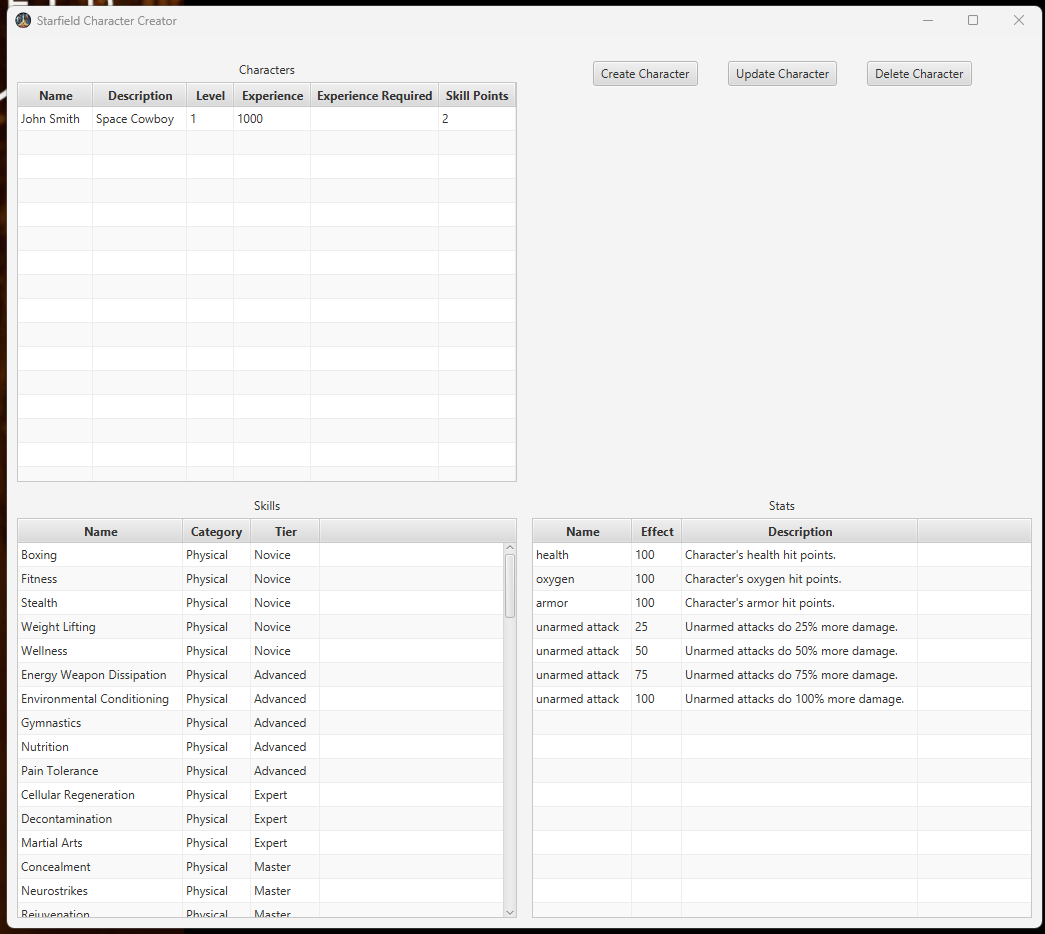 Starfield Character Creator
Characters
Create Character Update Character Delete Character
Name Description Level Experience Experience Required Skill Points
John Smith Space Cowboy 1 1000 2
Skills
Name Category Tier
Boxing Physical Novice
Fitness Physical Novice
Stealth Physical Novice
Weight Lifting Physical Novice
Wellness Physical Novice
Energy Weapon Dissipation Physical Advanced
Environmental Conditioning Physical Advanced
Gymnastics Physical Advanced
Nutrition Physical Advanced
Pain Tolerance Physical Advanced
Cellular Regeneration Physical Expert
Decontamination Physical Expert
Martial Arts Physical Expert
Concealment Physical Master
Neurostrikes Physical Master
Rejuvenation Physical Master
Stats
Name Effect Description
health 100 Character's health hit points.
oxygen 100 Character's oxygen hit points.
armor 100 Character's armor hit points.
unarmed attack 25 Unarmed attacks do 25% more damage.
unarmed attack 50 Unarmed attacks do 50% more damage.
unarmed attack 75 Unarmed attacks do 75% more damage.
unarmed attack 100 Unarmed attacks do 100% more damage.